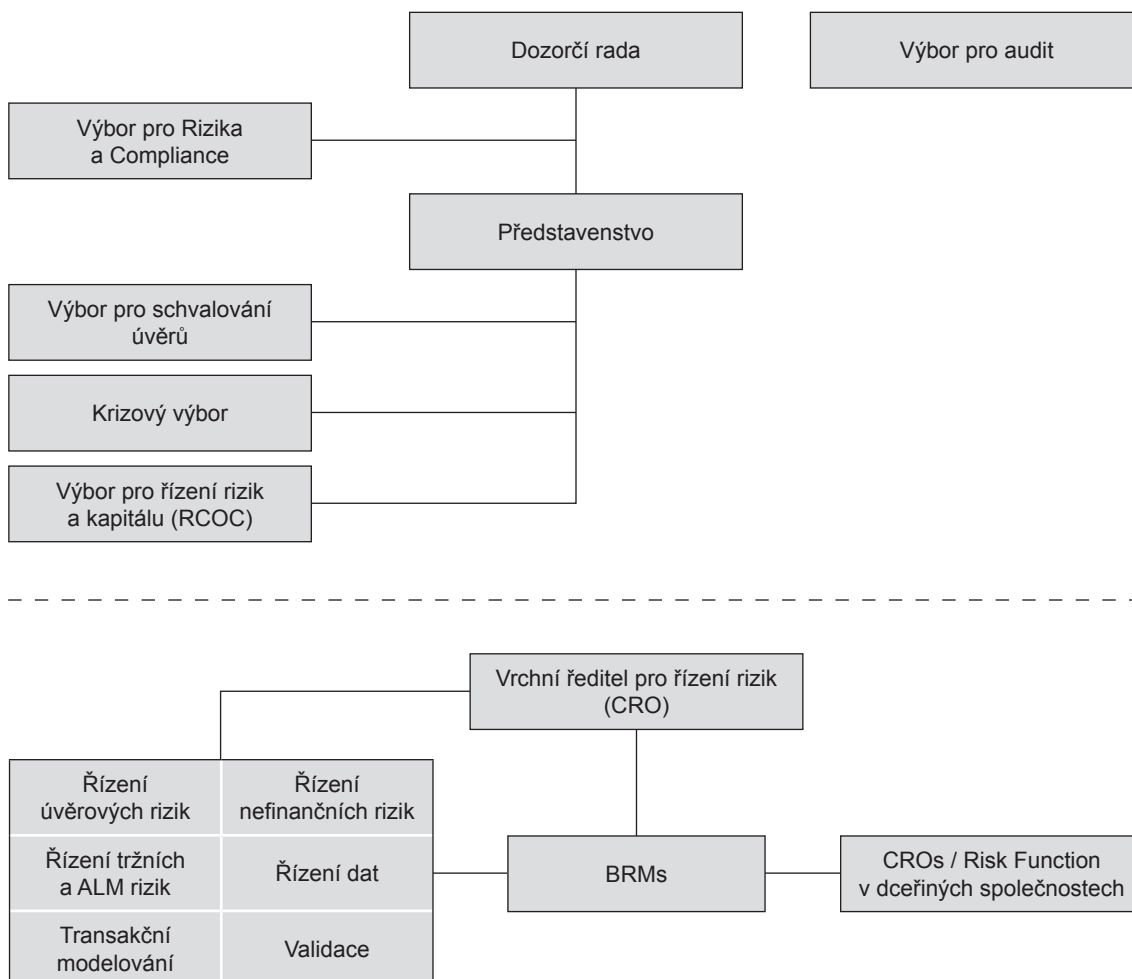 Dozorčí rada
Výbor pro audit
Výbor pro Rizika
a Compliance
Představenstvo
Výbor pro schvalování
úvěrů
Krizový výbor
Výbor pro řízení rizik
a kapitálu (RCOC)
Vrchní ředitel pro řízení rizik
(CRO)
Řízení
úvěrových rizik
Řízení
nefinančních rizik
Řízení tržních
a ALM rizik
Řízení dat
BRMs
CROs / Risk Function
v dceřiných společnostech
Transakční
modelování
Validace